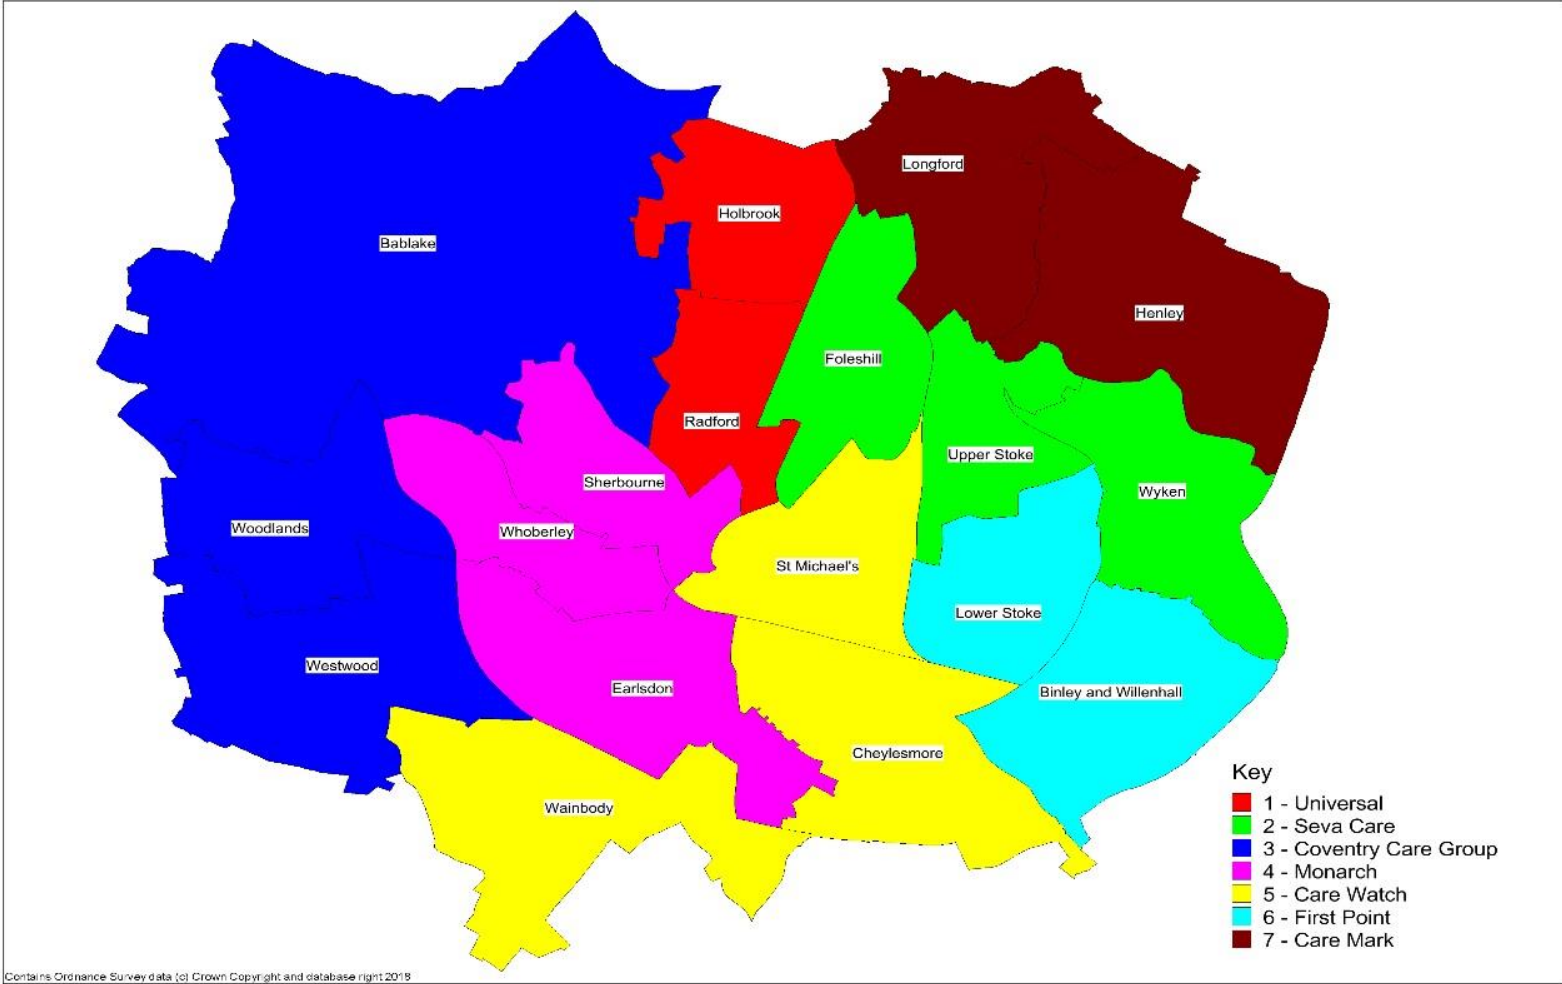 Longford
Holbrook
Bablake
Henley
Foleshill
Radford
Upper Stoke
Sherbourne
Wyken
Woodlands
Whoberley
St Michael's
Lower Stoke
Westwood
Earlsdon
Binley and Willenhall
Cheylesmore
Wainbody
Key
1 - Universal
2 - Seva Care
3 - Coventry Care Group
4 - Monarch
5 - Care Watch
6 - First Point
7 - Care Mark
Contains Ordnance Survey data (c) Crown Copyright and database right 2018